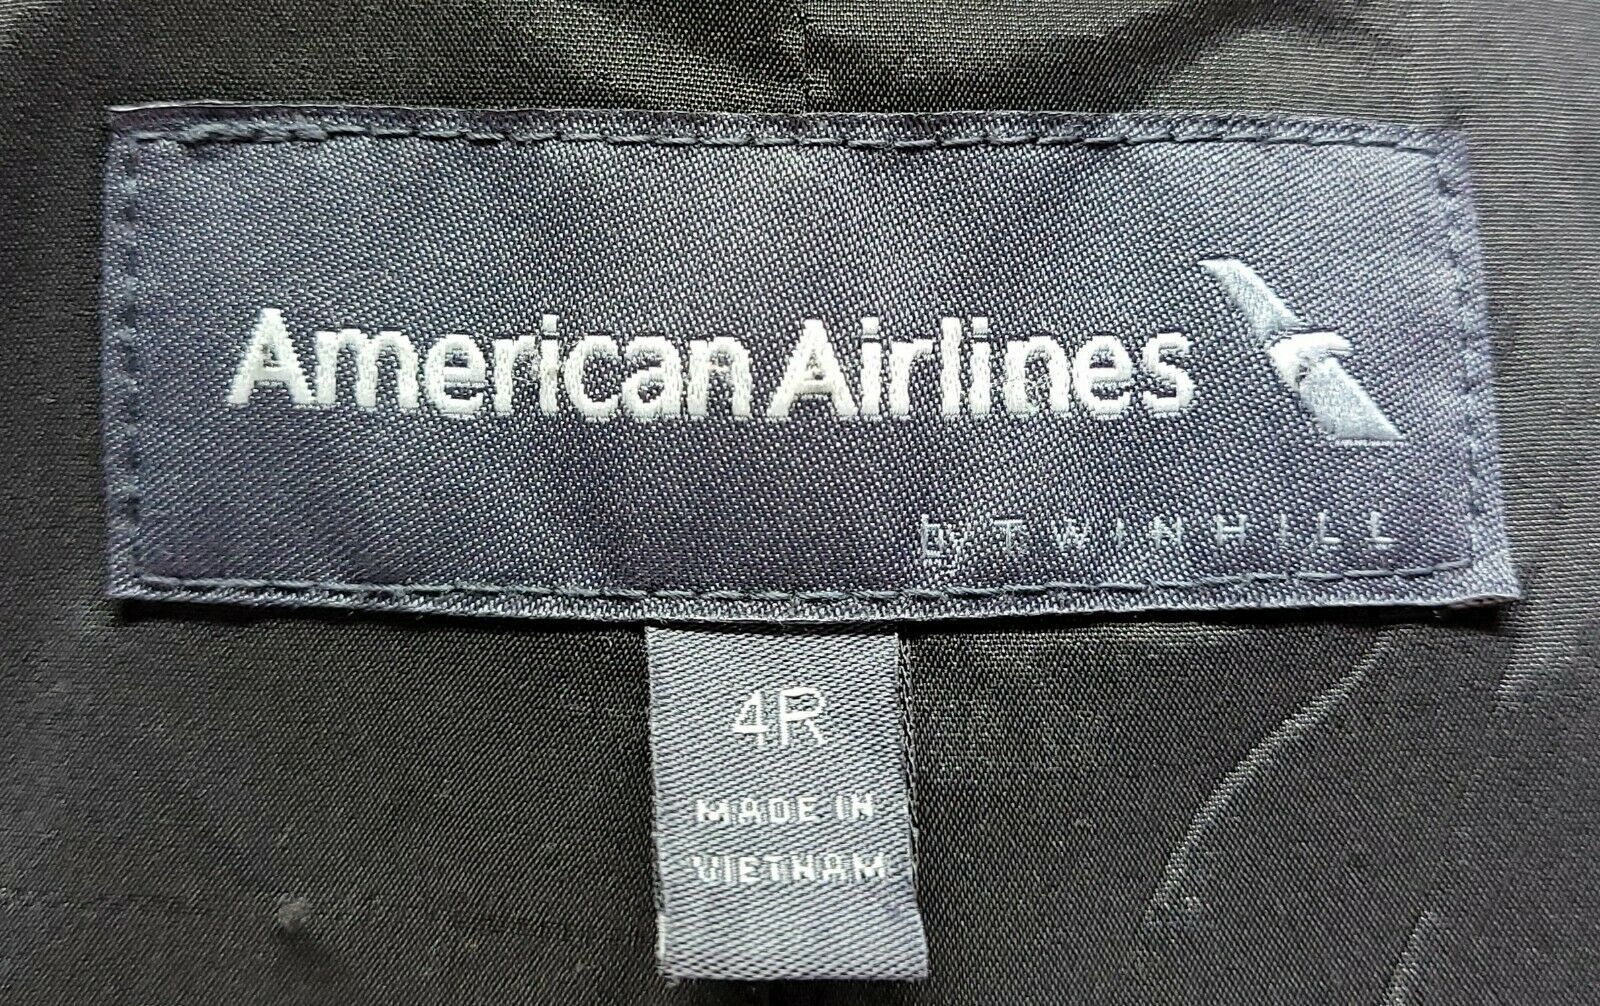 American Airlines
by TWINHILL
4R
MADE IN
VIETNAM